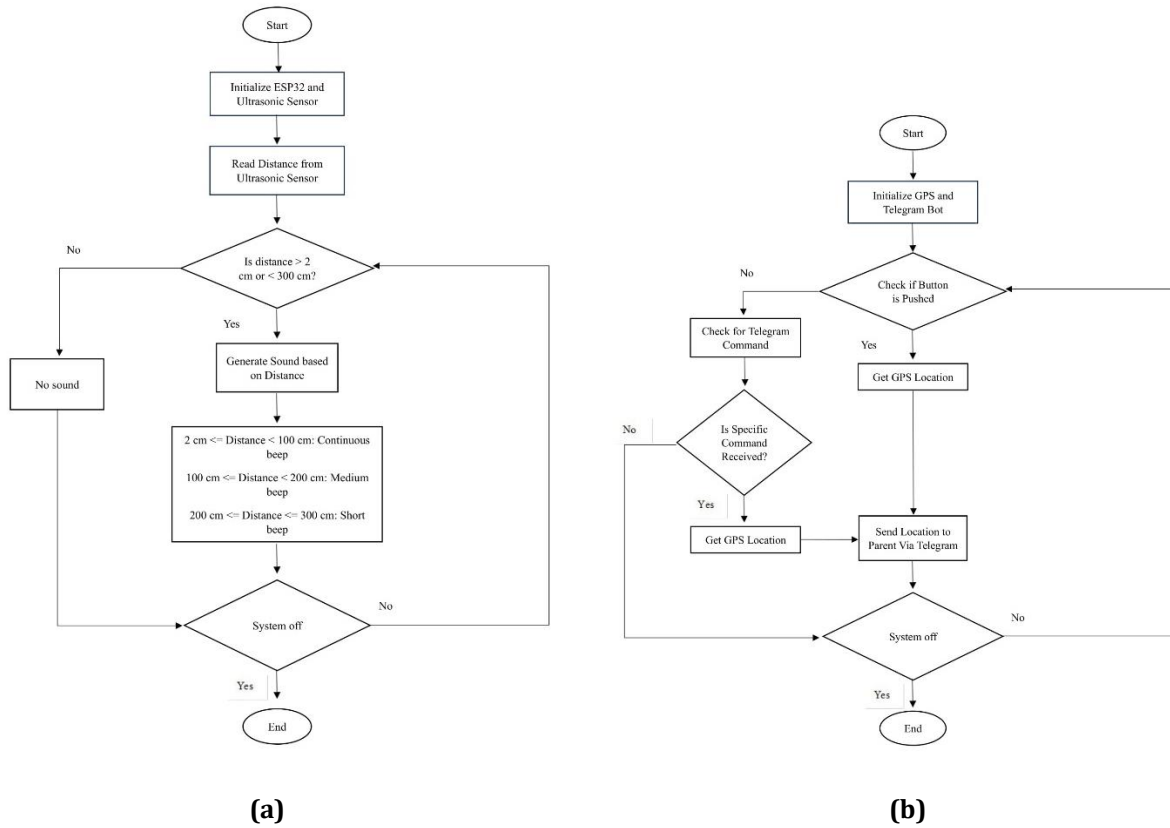 Start
Initialize ESP32 and
Ultrasonic Sensor
Read Distance from
Ultrasonic Sensor
No
Is distance > 2
cm or < 300 cm?
Yes
No sound
Generate Sound based
on Distance
2 cm <= Distance < 100 cm: Continuous
beep
100 cm <= Distance < 200 cm: Medium
beep
200 cm <= Distance <= 300 cm: Short
beep
System off
No
Yes
End
(a)
Start
Initialize GPS and
Telegram Bot
No
Check if Button
is Pushed
Yes
Check for Telegram
Command
Get GPS Location
No
Is Specific
Command
Received?
Yes
Get GPS Location
Send Location to
Parent Via Telegram
System off
No
Yes
End
(b)